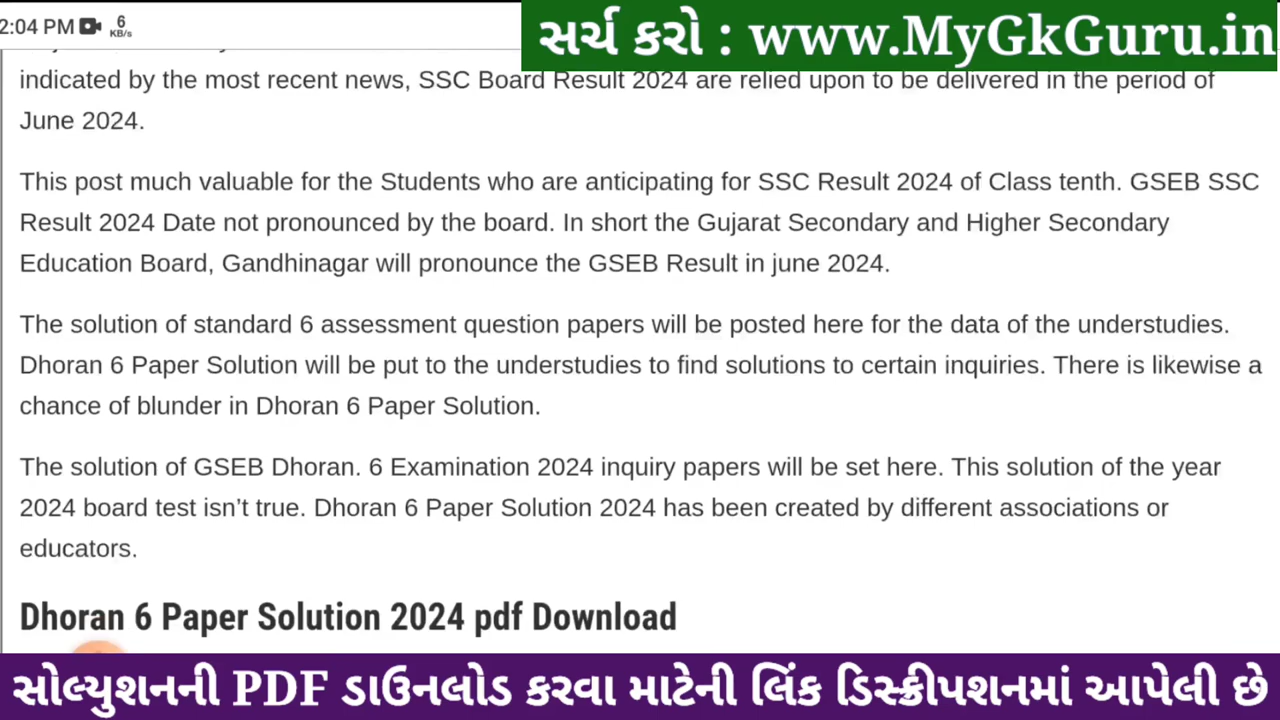 2:04 PM 6 KB/s
સર્ચ કરો : www.MyGkGuru.in
indicated by the most recent news, SSC Board Result 2024 are relied upon to be delivered in the period of
June 2024.
This post much valuable for the Students who are anticipating for SSC Result 2024 of Class tenth. GSEB SSC
Result 2024 Date not pronounced by the board. In short the Gujarat Secondary and Higher Secondary
Education Board, Gandhinagar will pronounce the GSEB Result in june 2024.
The solution of standard 6 assessment question papers will be posted here for the data of the understudies.
Dhoran 6 Paper Solution will be put to the understudies to find solutions to certain inquiries. There is likewise a
chance of blunder in Dhoran 6 Paper Solution.
The solution of GSEB Dhoran. 6 Examination 2024 inquiry papers will be set here. This solution of the year
2024 board test isn’t true. Dhoran 6 Paper Solution 2024 has been created by different associations or
educators.
Dhoran 6 Paper Solution 2024 pdf Download
સોલ્યુશનની PDF ડાઉનલોડ કરવા માટેની લિંક ડિસ્ક્રીપશનમાં આપેલી છે